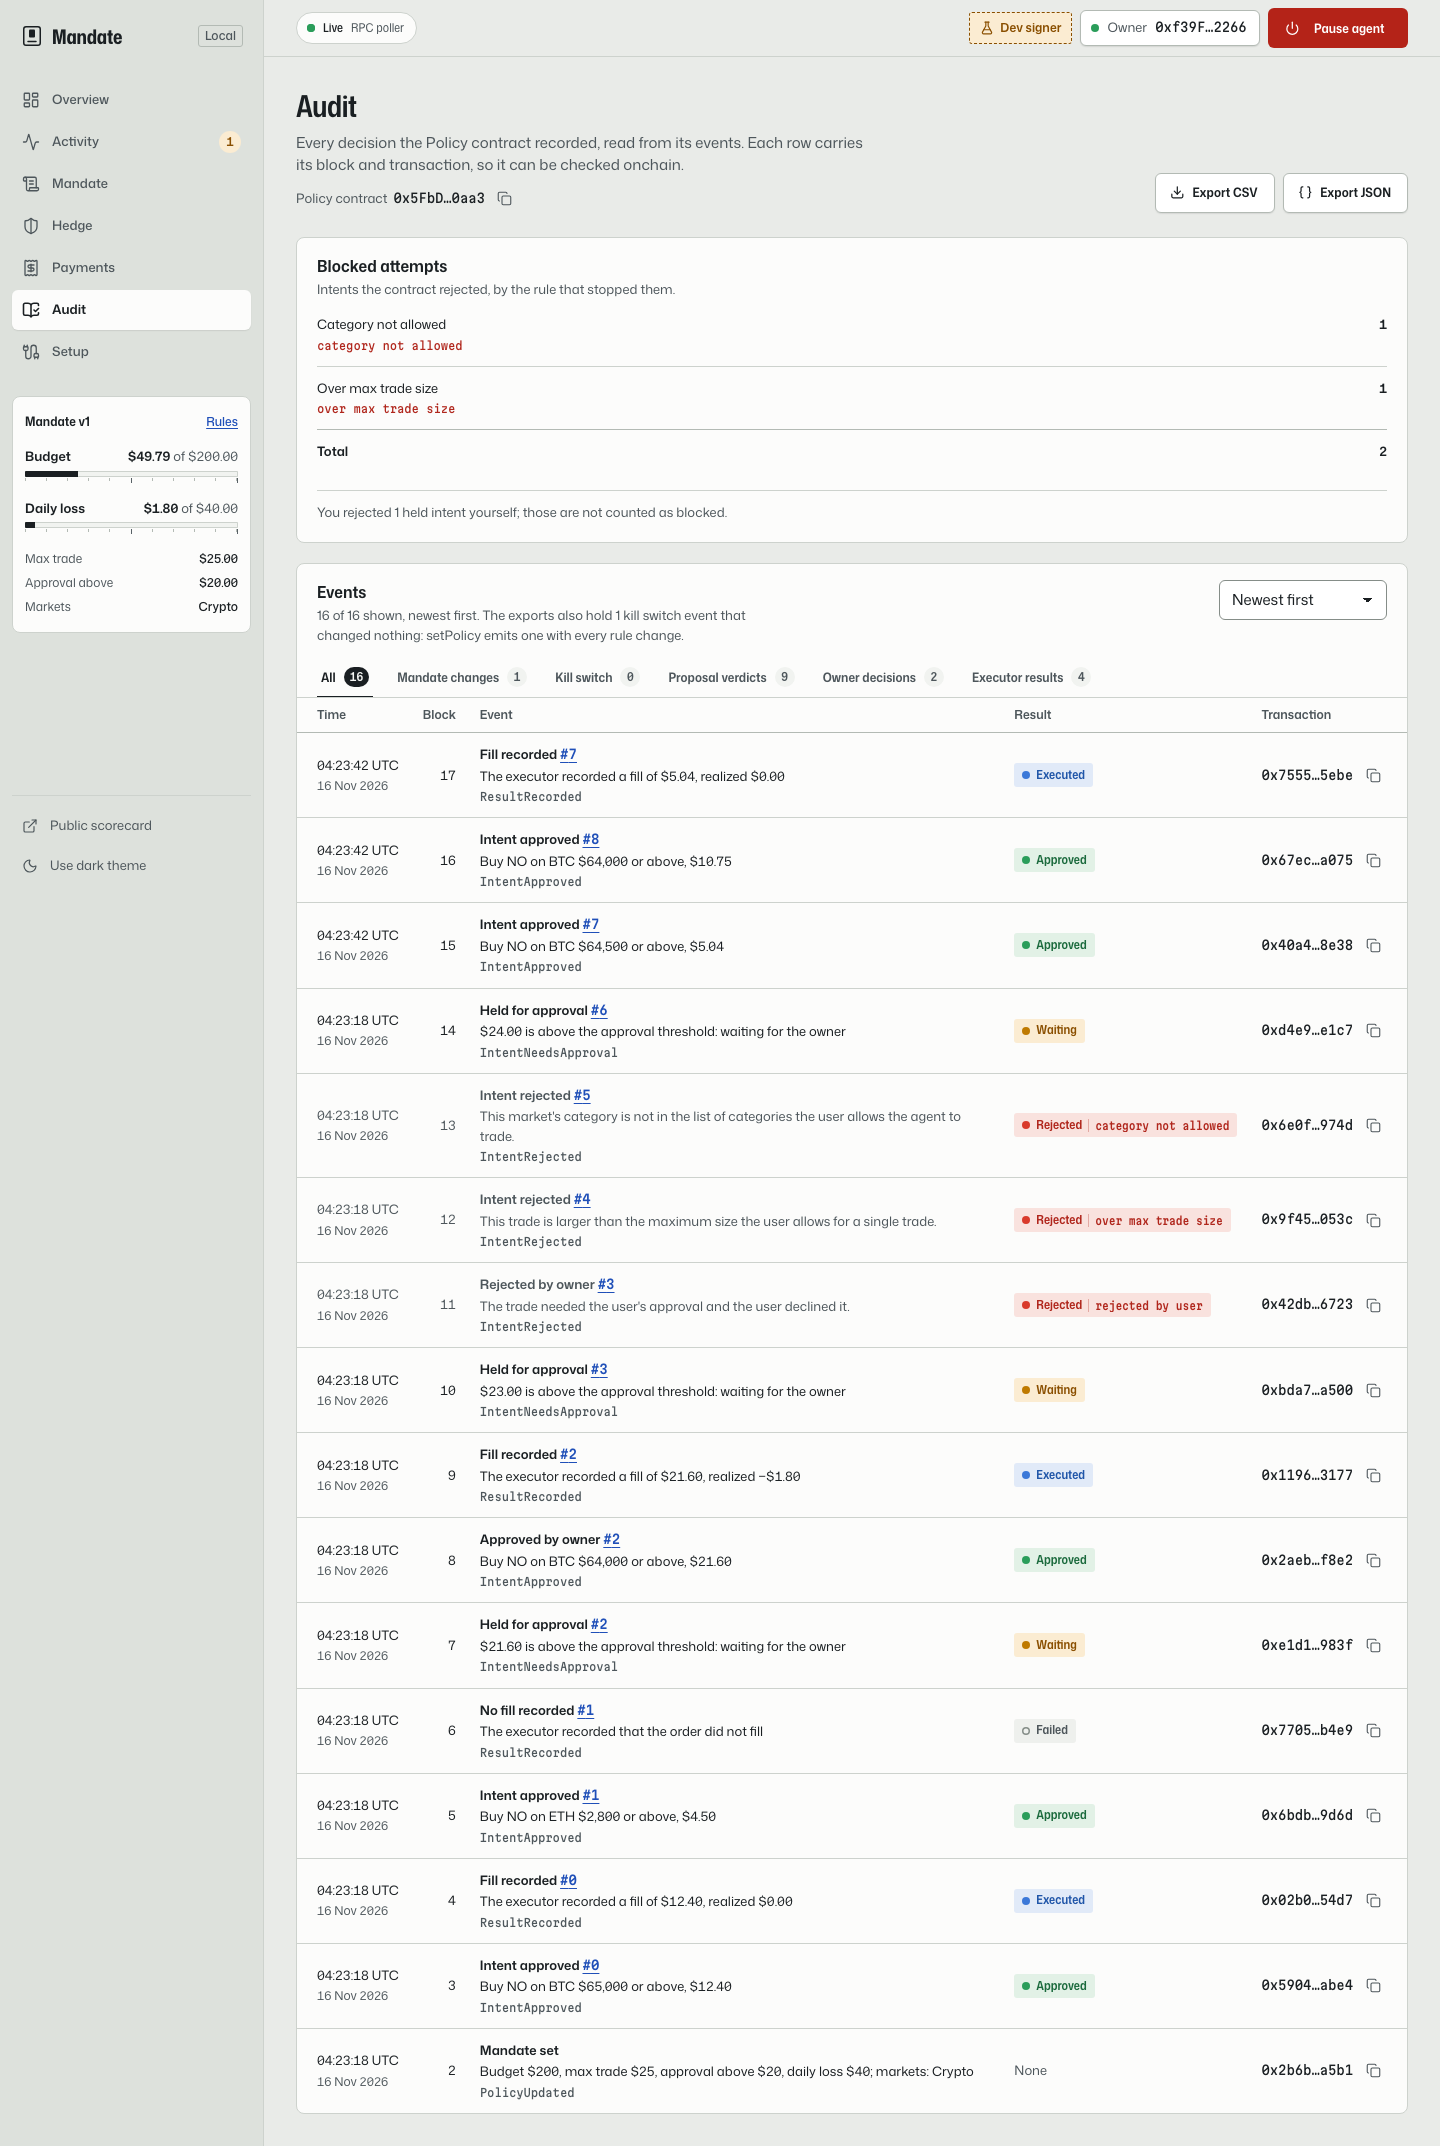 Mandate
Local
Overview
Activity 1
Mandate
Hedge
Payments
Audit
Setup
Mandate v1 Rules
Budget $49.79 of $200.00
Daily loss $1.80 of $40.00
Max trade $25.00
Approval above $20.00
Markets Crypto
Public scorecard
Use dark theme
Live RPC poller
Dev signer
Owner 0xf39F…2266
Pause agent
Audit
Every decision the Policy contract recorded, read from its events. Each row carries
its block and transaction, so it can be checked onchain.
Policy contract 0x5FbD…0aa3
Export CSV
Export JSON
Blocked attempts
Intents the contract rejected, by the rule that stopped them.
Category not allowed 1
category not allowed
Over max trade size 1
over max trade size
Total 2
You rejected 1 held intent yourself; those are not counted as blocked.
Events
16 of 16 shown, newest first. The exports also hold 1 kill switch event that
changed nothing: setPolicy emits one with every rule change.
Newest first
All 16 Mandate changes 1 Kill switch 0 Proposal verdicts 9 Owner decisions 2 Executor results 4
Time Block Event Result Transaction
Fill recorded #7
04:23:42 UTC 17 The executor recorded a fill of $5.04, realized $0.00 Executed 0x7555…5ebe
16 Nov 2026
ResultRecorded
Intent approved #8
04:23:42 UTC 16 Buy NO on BTC $64,000 or above, $10.75 Approved 0x67ec…a075
16 Nov 2026
IntentApproved
Intent approved #7
04:23:42 UTC 15 Buy NO on BTC $64,500 or above, $5.04 Approved 0x40a4…8e38
16 Nov 2026
IntentApproved
Held for approval #6
04:23:18 UTC 14 $24.00 is above the approval threshold: waiting for the owner Waiting 0xd4e9…e1c7
16 Nov 2026
IntentNeedsApproval
Intent rejected #5
04:23:18 UTC 13 This market's category is not in the list of categories the user allows the agent to
trade. Rejected category not allowed 0x6e0f…974d
16 Nov 2026
IntentRejected
Intent rejected #4
04:23:18 UTC 12 This trade is larger than the maximum size the user allows for a single trade. Rejected over max trade size 0x9f45…053c
16 Nov 2026
IntentRejected
Rejected by owner #3
04:23:18 UTC 11 The trade needed the user's approval and the user declined it. Rejected rejected by user 0x42db…6723
16 Nov 2026
IntentRejected
Held for approval #3
04:23:18 UTC 10 $23.00 is above the approval threshold: waiting for the owner Waiting 0xbda7…a500
16 Nov 2026
IntentNeedsApproval
Fill recorded #2
04:23:18 UTC 9 The executor recorded a fill of $21.60, realized −$1.80 Executed 0x1196…3177
16 Nov 2026
ResultRecorded
Approved by owner #2
04:23:18 UTC 8 Buy NO on BTC $64,000 or above, $21.60 Approved 0x2aeb…f8e2
16 Nov 2026
IntentApproved
Held for approval #2
04:23:18 UTC 7 $21.60 is above the approval threshold: waiting for the owner Waiting 0xe1d1…983f
16 Nov 2026
IntentNeedsApproval
No fill recorded #1
04:23:18 UTC 6 The executor recorded that the order did not fill Failed 0x7705…b4e9
16 Nov 2026
ResultRecorded
Intent approved #1
04:23:18 UTC 5 Buy NO on ETH $2,800 or above, $4.50 Approved 0x6bdb…9d6d
16 Nov 2026
IntentApproved
Fill recorded #0
04:23:18 UTC 4 The executor recorded a fill of $12.40, realized $0.00 Executed 0x02b0…54d7
16 Nov 2026
ResultRecorded
Intent approved #0
04:23:18 UTC 3 Buy NO on BTC $65,000 or above, $12.40 Approved 0x5904…abe4
16 Nov 2026
IntentApproved
Mandate set
04:23:18 UTC 2 Budget $200, max trade $25, approval above $20, daily loss $40; markets: Crypto None 0x2b6b…a5b1
16 Nov 2026
PolicyUpdated